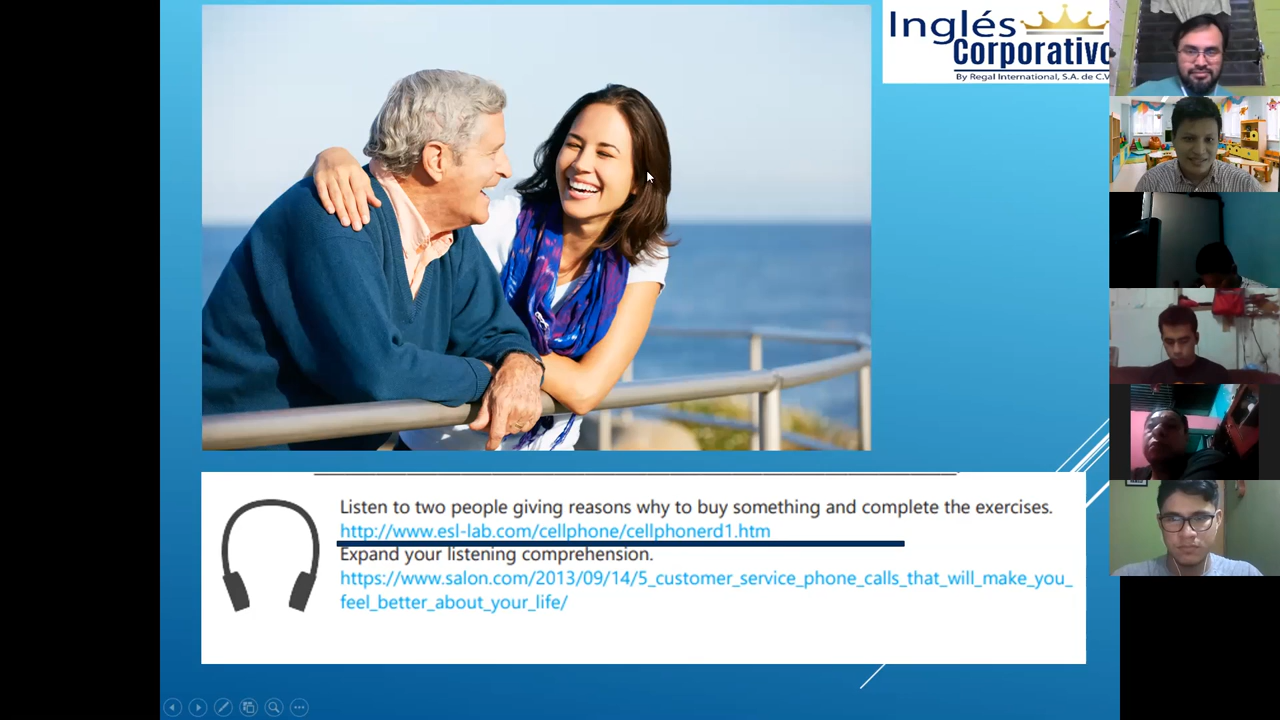 Inglés
Corporativo
By Regal International, S.A. de C.V
Listen to two people giving reasons why to buy something and complete the exercises.
http://www.esl-lab.com/cellphone/cellphonerd1.htm
Expand your listening comprehension.
https://www.salon.com/2013/09/14/5_customer_service_phone_calls_that_will_make_you_
feel_better_about_your_life/